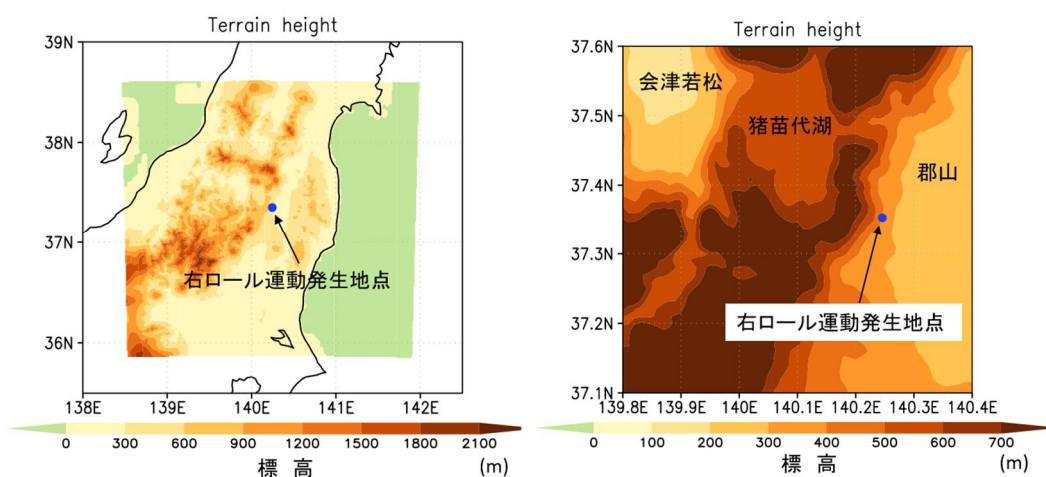 Terrain height
39N
38N
37N
36N
138E 139E 140E 141E 142E
右ロール運動発生地点
0 300 600 900 1200 1500 1800 2100
標 高
(m)
Terrain height
37.6N
37.5N
37.4N
37.3N
37.2N
37.1N
139.8E 139.9E 140E 140.1E 140.2E 140.3E 140.4E
会津若松
猪苗代湖
郡山
右ロール運動発生地点
0 100 200 300 400 500 600 700
標 高
(m)